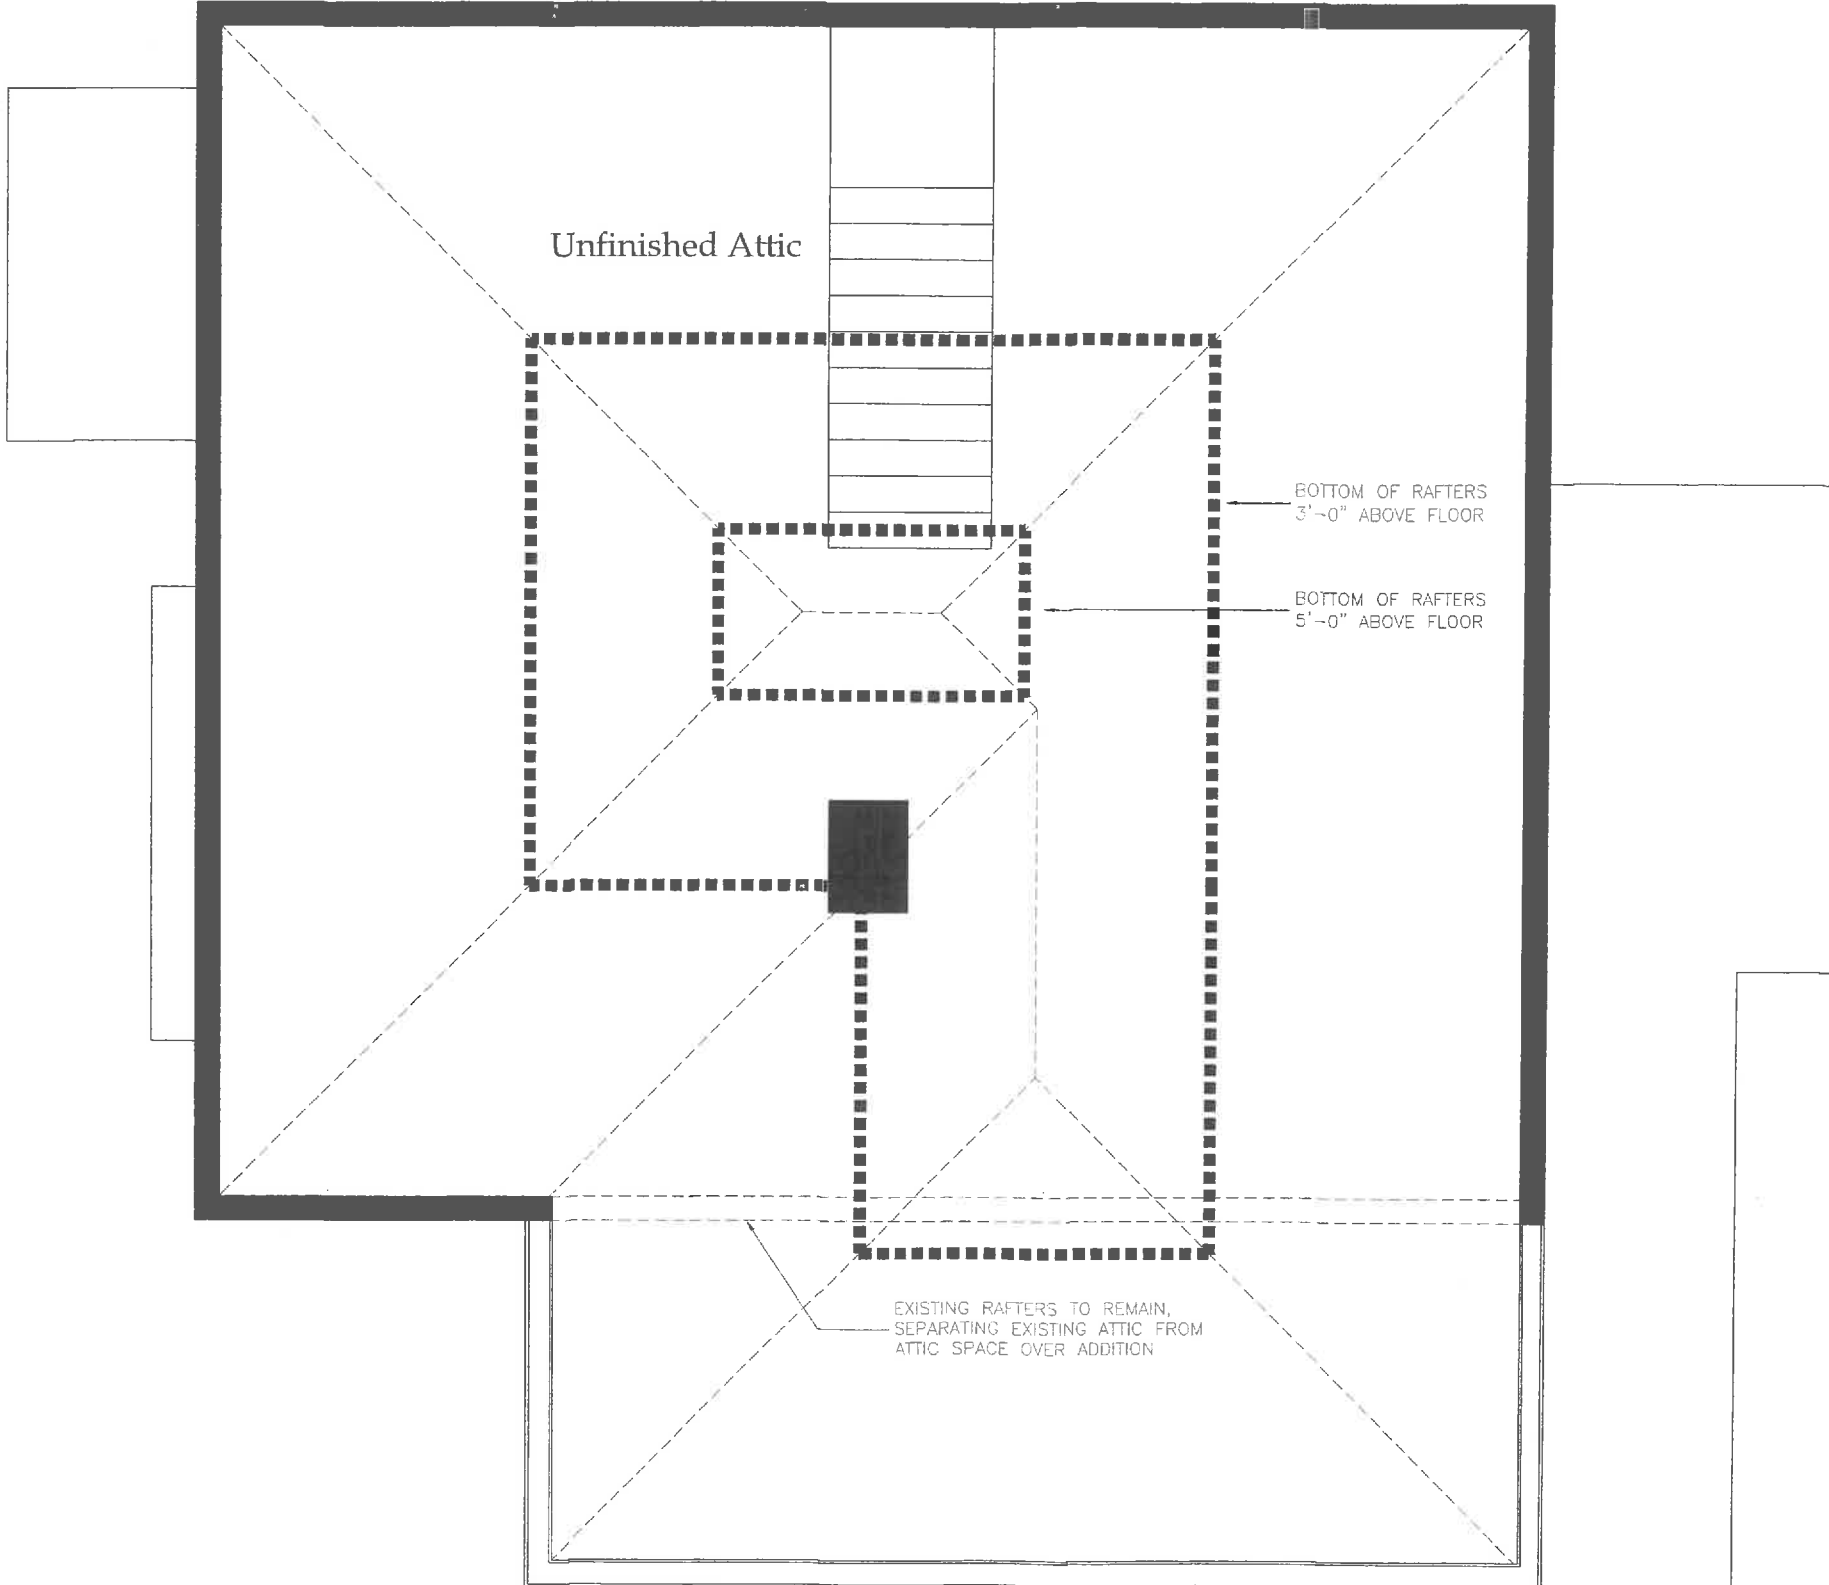 Unfinished Attic
BOTTOM OF RAFTERS
3'-0" ABOVE FLOOR
BOTTOM OF RAFTERS
5'-0" ABOVE FLOOR
EXISTING RAFTERS TO REMAIN,
SEPARATING EXISTING ATTIC FROM
ATTIC SPACE OVER ADDITION